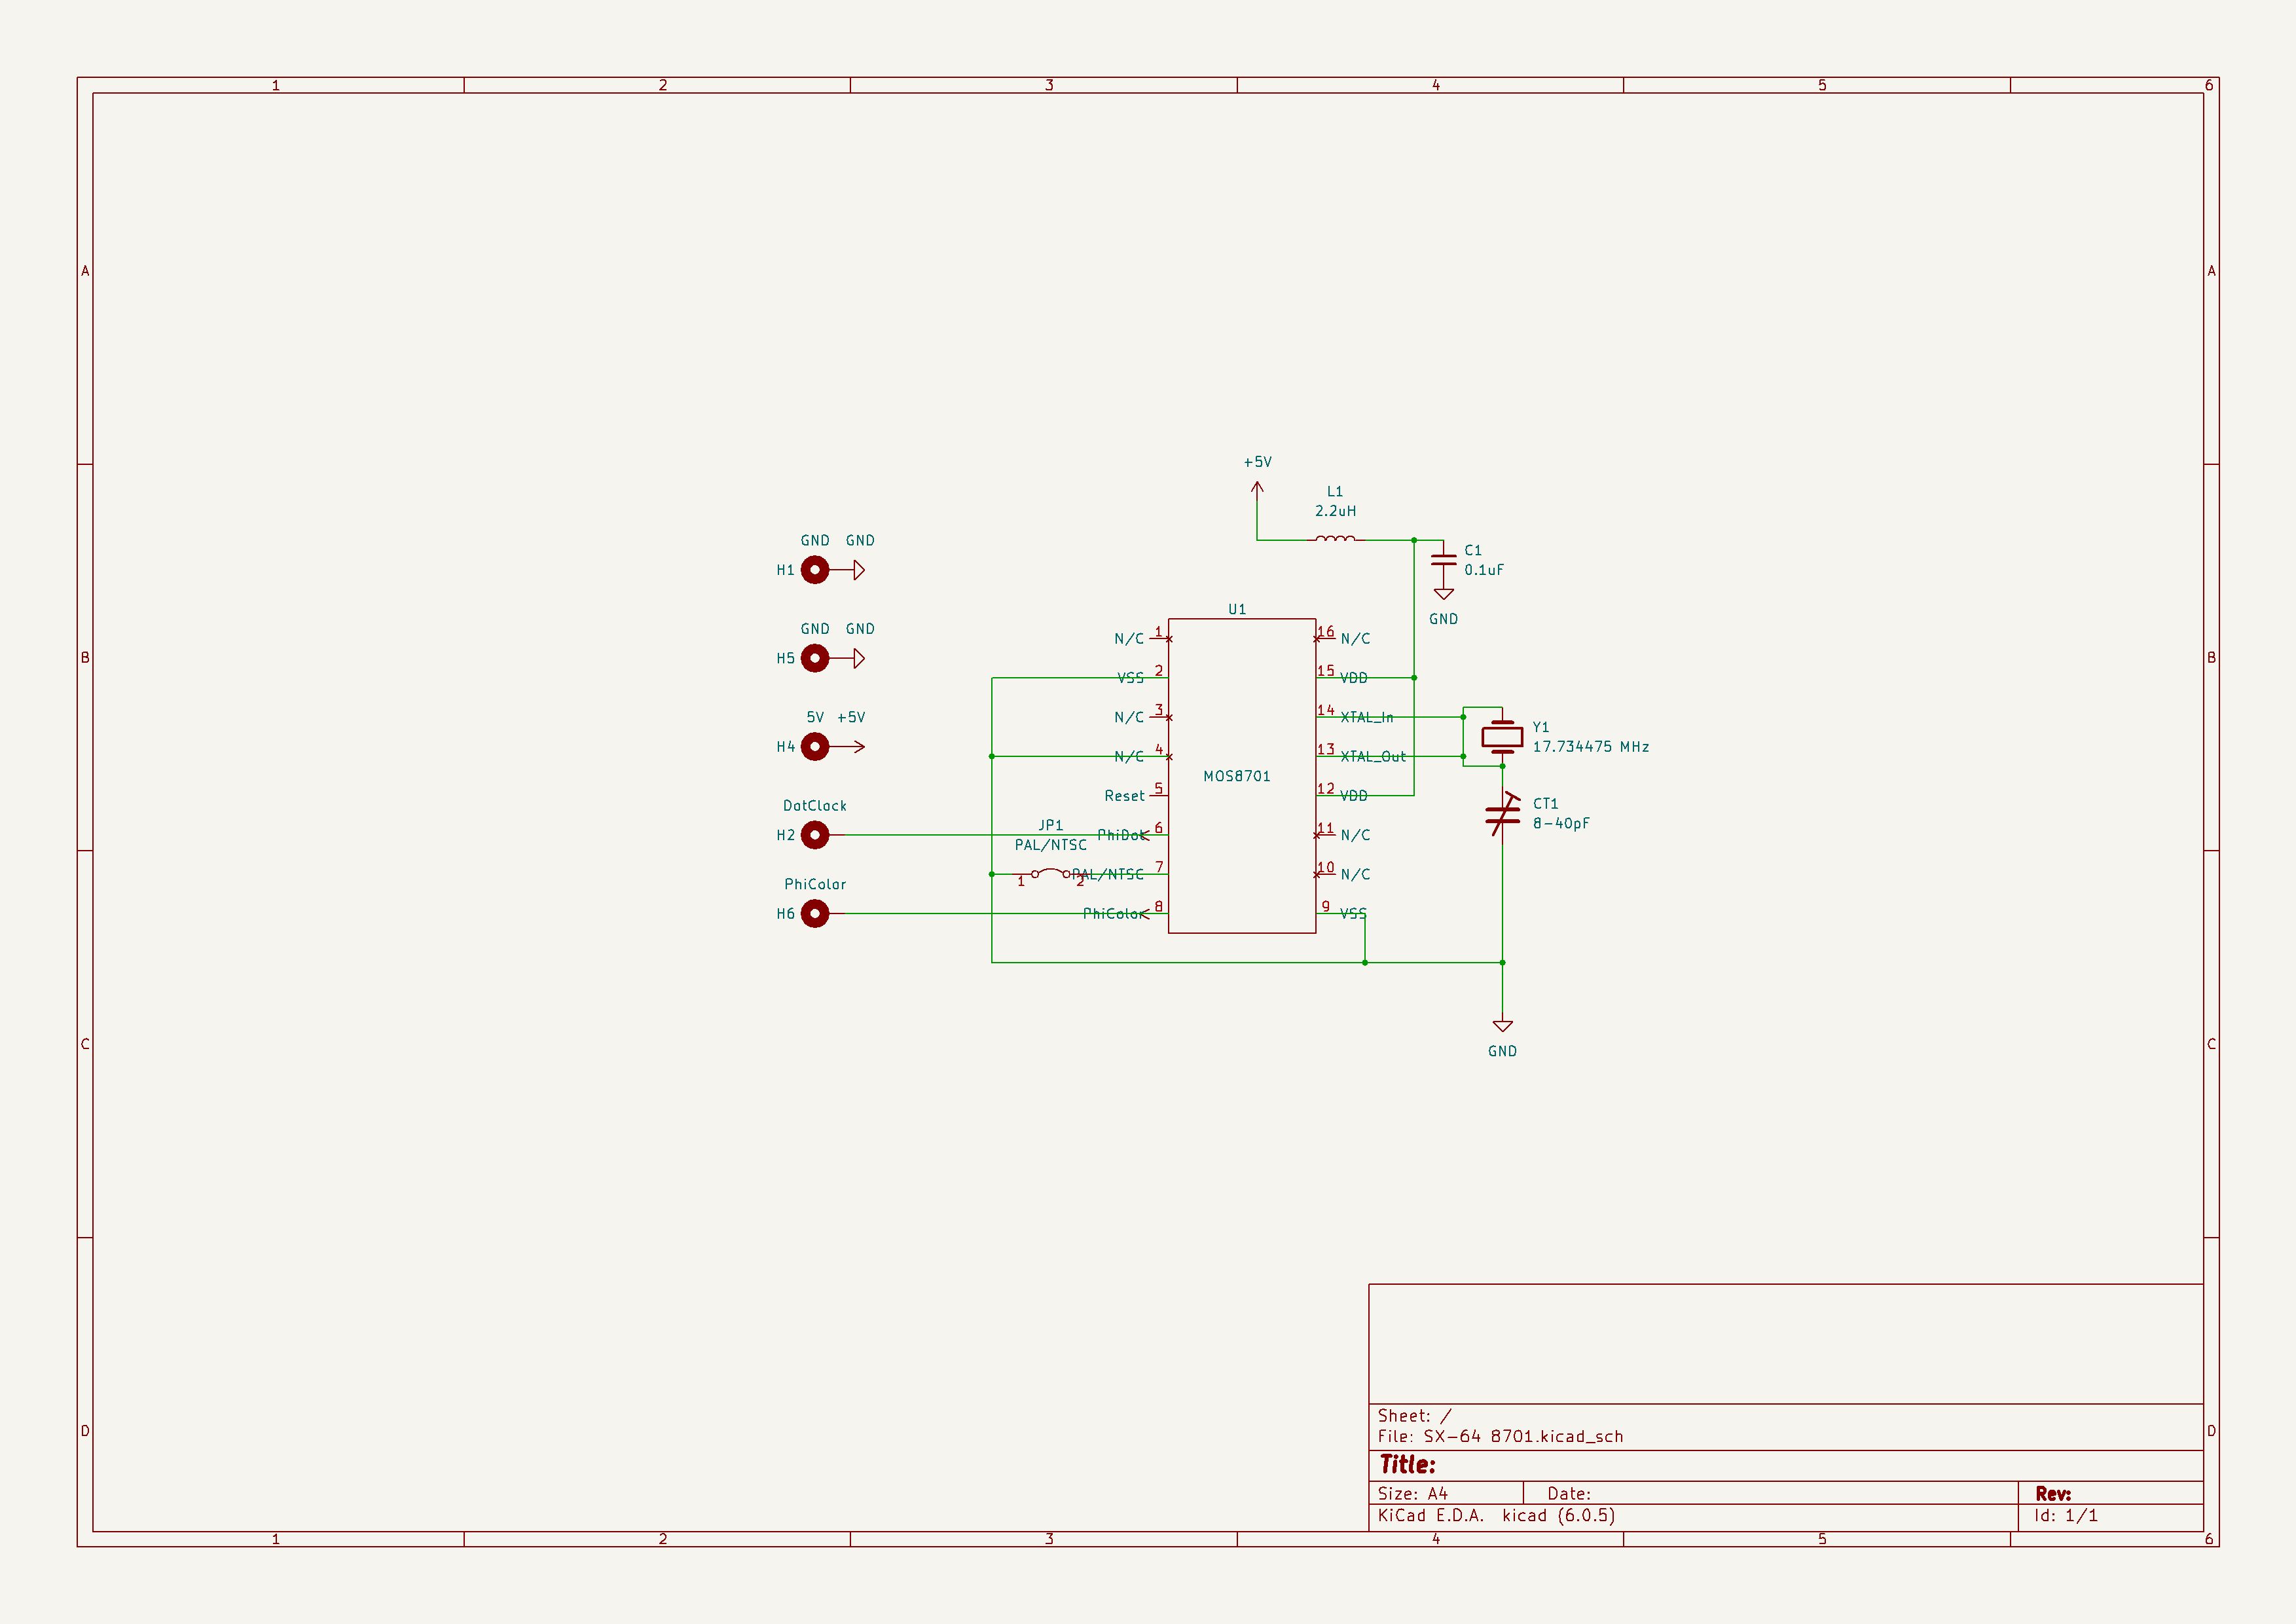 1 2 3 4 5 6
A A
B B
C C
D D
+5V
L1
2.2uH
C1
0.1uF
GND
GND GND
H1
GND GND
H5
5V +5V
H4
DotClock
H2
PhiColor
H6
JP1
PAL/NTSC
1 2
U1
MOS8701
N/C 1
VSS 2
N/C 3
N/C 4
Reset 5
PhiDot 6
PAL/NTSC 7
PhiColor 8
16 N/C
15 VDD
14 XTAL_In
13 XTAL_Out
12 VDD
11 N/C
10 N/C
9 VSS
Y1
17.734475 MHz
CT1
8-40pF
GND
Sheet: /
File: SX-64 8701.kicad_sch
Title:
Size: A4 Date: Rev:
KiCad E.D.A. kicad (6.0.5) Id: 1/1
1 2 3 4 5 6